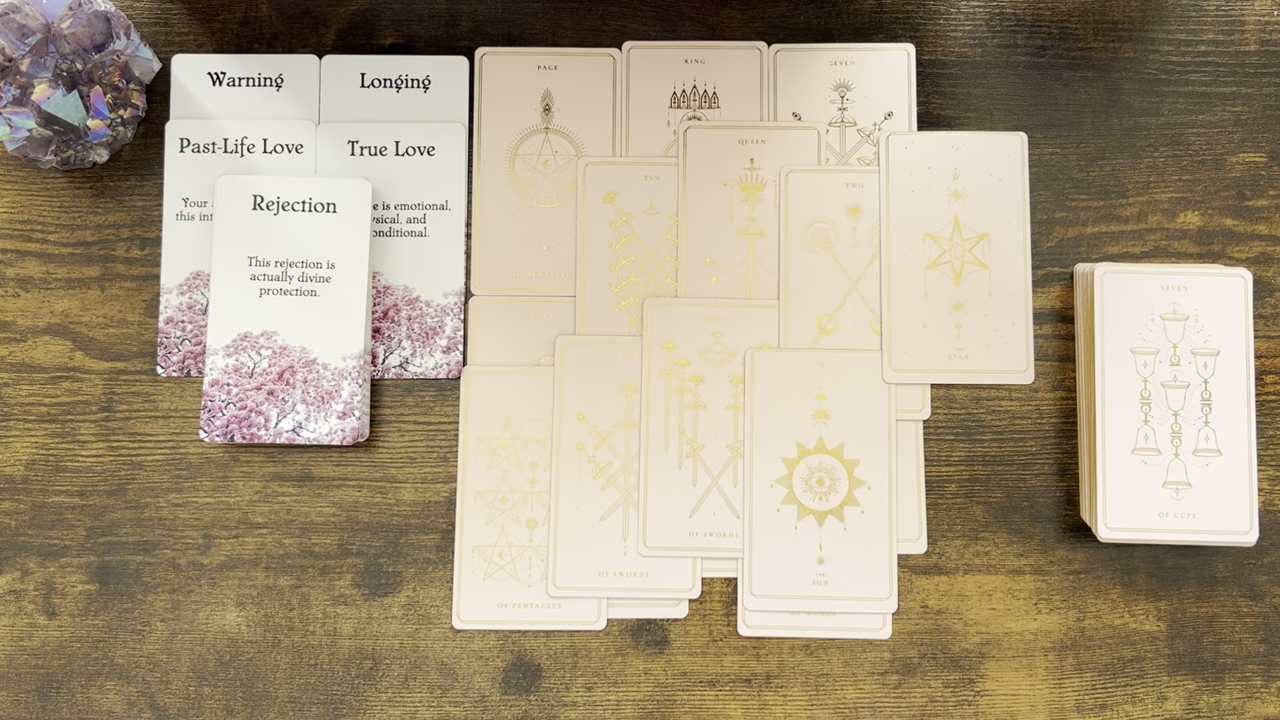 Warning
Longing
Past-Life Love
True Love
Your
this in
e is emotional,
sical, and
onditional.
Rejection
This rejection is
actually divine
protection.
PAGE
KING
SEVEN
TEN
QUEEN
TWO
THE
STAR
OF PENTACLES
OF SWORDS
OF SWORDS
THE
SUN
SEVEN
OF CUPS